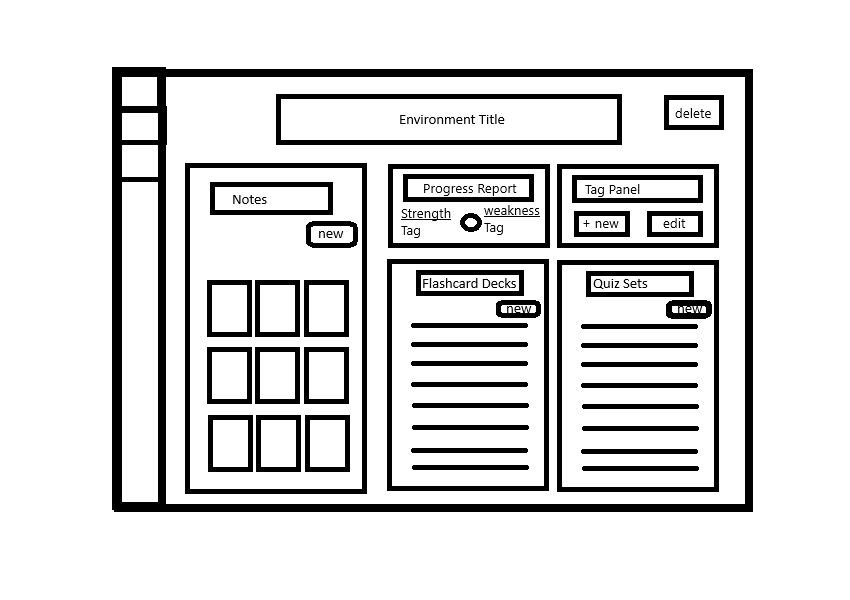 Environment Title
delete
Notes
new
Progress Report
Strength
Tag
weakness
Tag
Tag Panel
+ new
edit
Flashcard Decks
new
Quiz Sets
new